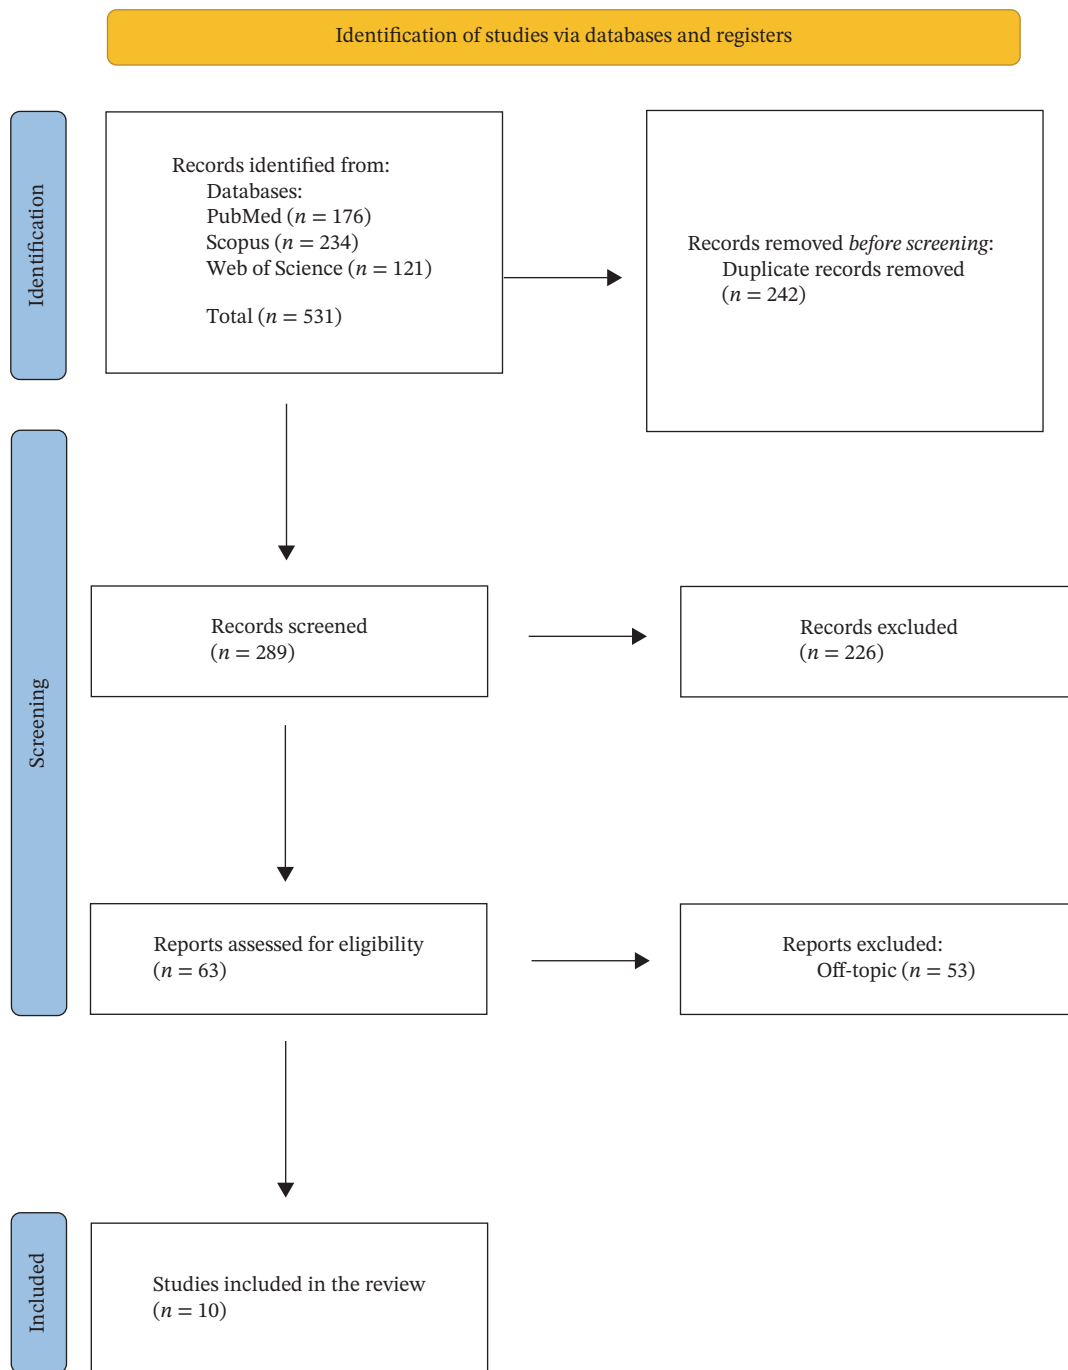 Identification of studies via databases and registers
Identification
Records identified from:
Databases:
PubMed (n = 176)
Scopus (n = 234)
Web of Science (n = 121)
Total (n = 531)
Records removed before screening:
Duplicate records removed
(n = 242)
Screening
Records screened
(n = 289)
Records excluded
(n = 226)
Reports assessed for eligibility
(n = 63)
Reports excluded:
Off-topic (n = 53)
Included
Studies included in the review
(n = 10)